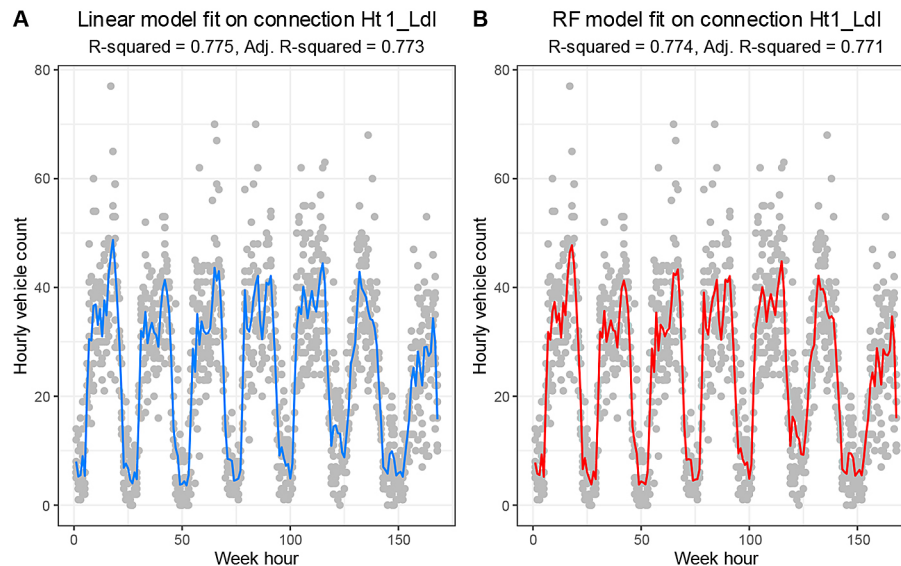 A
Linear model fit on connection Ht1_Ldl
R-squared = 0.775, Adj. R-squared = 0.773
Hourly vehicle count
80
60
40
20
0
0 50 100 150
Week hour
B
RF model fit on connection Ht1_Ldl
R-squared = 0.774, Adj. R-squared = 0.771
Hourly vehicle count
80
60
40
20
0
0 50 100 150
Week hour